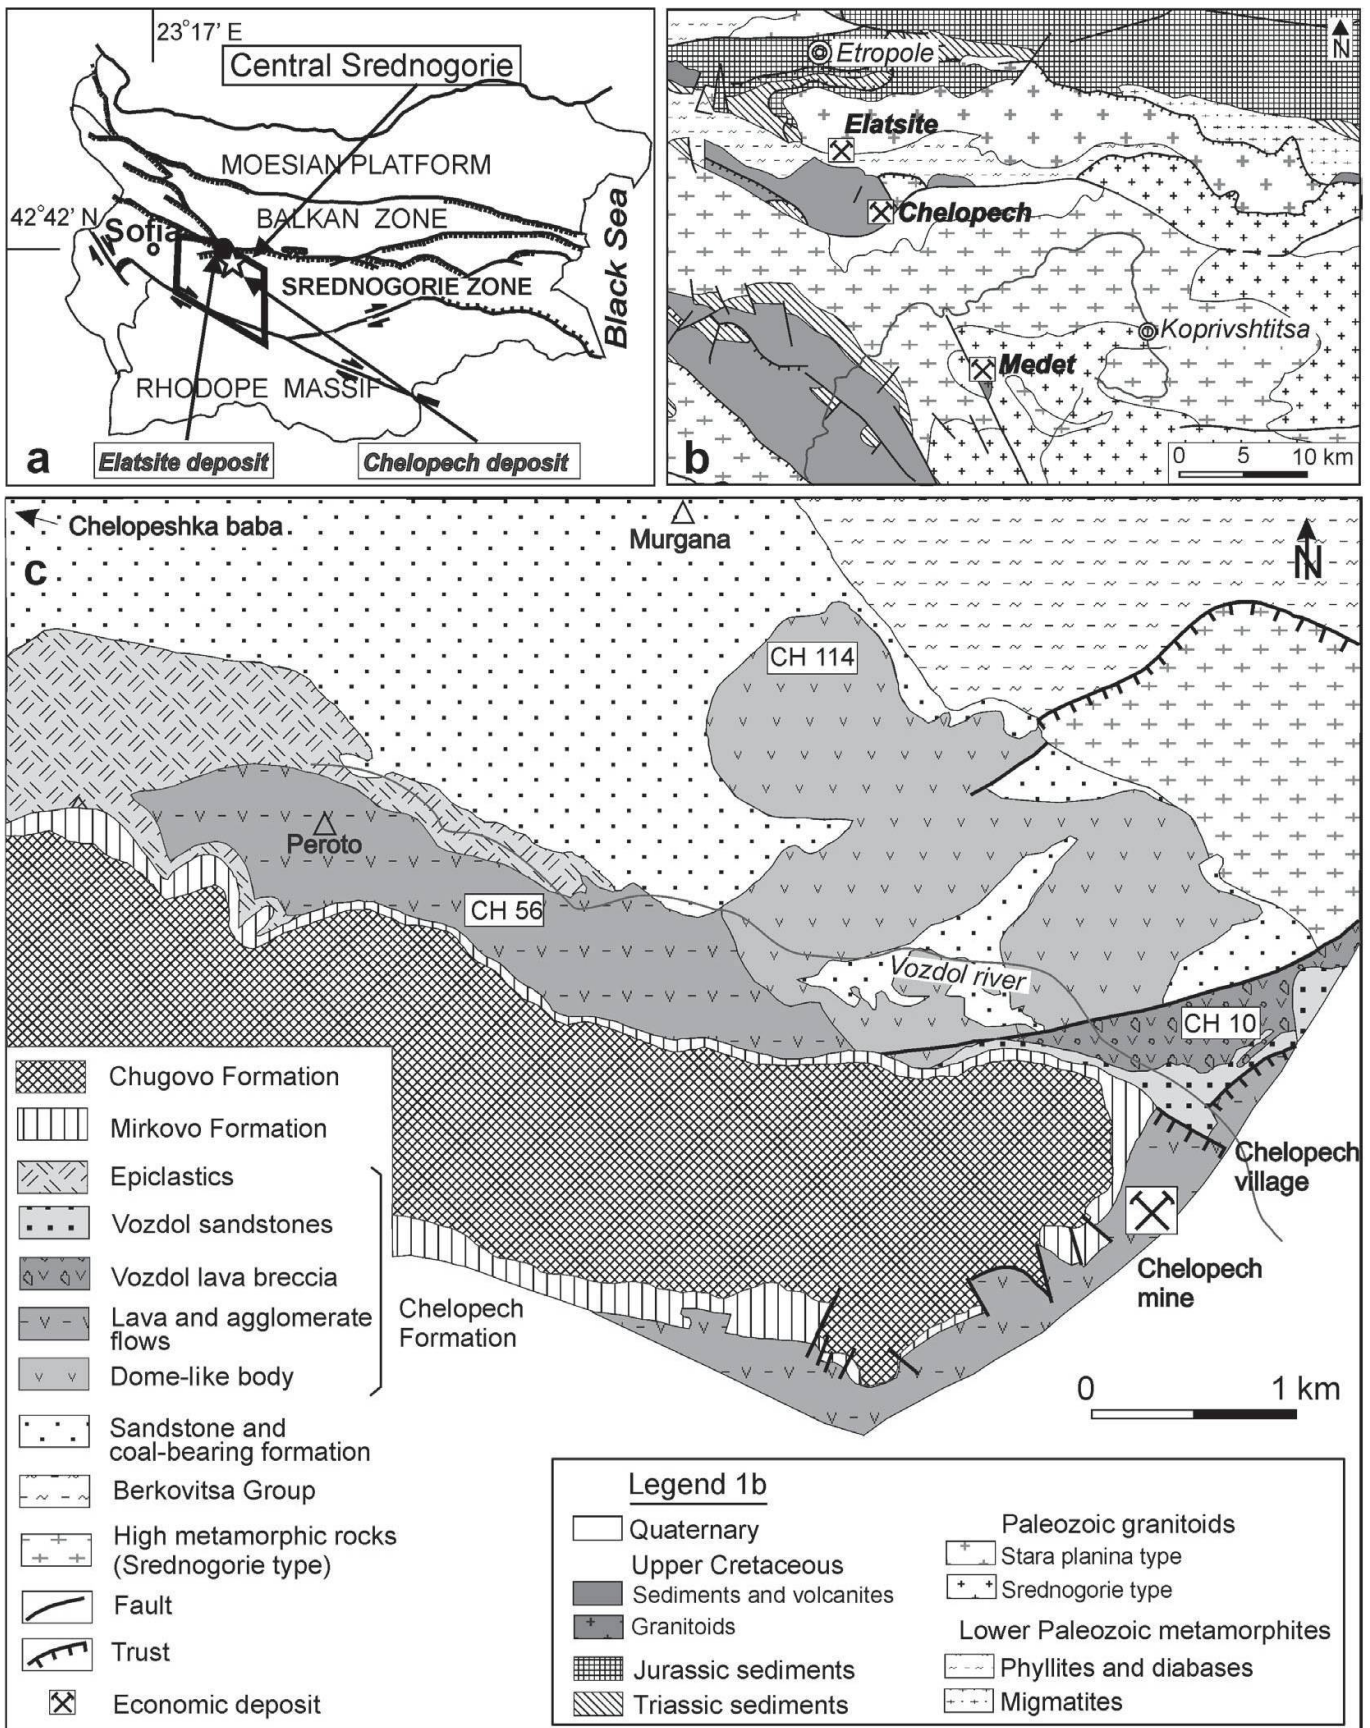 23°17' E
Central Srednogorie
MOESIAN PLATFORM
42°42' N
BALKAN ZONE
Sofia
SREDNOGORIE ZONE
Black Sea
RHODOPE MASSIF
a
Elatsite deposit
Chelopech deposit
N
Etropole
Elatsite
Chelopech
Koprivshtitsa
Medet
b
0 5 10 km
Chelopeshka baba
Murgana
N
c
CH 114
Peroto
CH 56
Vozdol river
CH 10
Chelopech
village
Chelopech
mine
0 1 km
Chugovo Formation
Mirkovo Formation
Epiclastics
Vozdol sandstones
Vozdol lava breccia
Lava and agglomerate
flows
Dome-like body
Chelopech
Formation
Sandstone and
coal-bearing formation
Berkovitsa Group
High metamorphic rocks
(Srednogorie type)
Fault
Trust
Economic deposit
Legend 1b
Quaternary
Upper Cretaceous
Sediments and volcanites
Granitoids
Jurassic sediments
Triassic sediments
Paleozoic granitoids
Stara planina type
Srednogorie type
Lower Paleozoic metamorphites
Phyllites and diabases
Migmatites